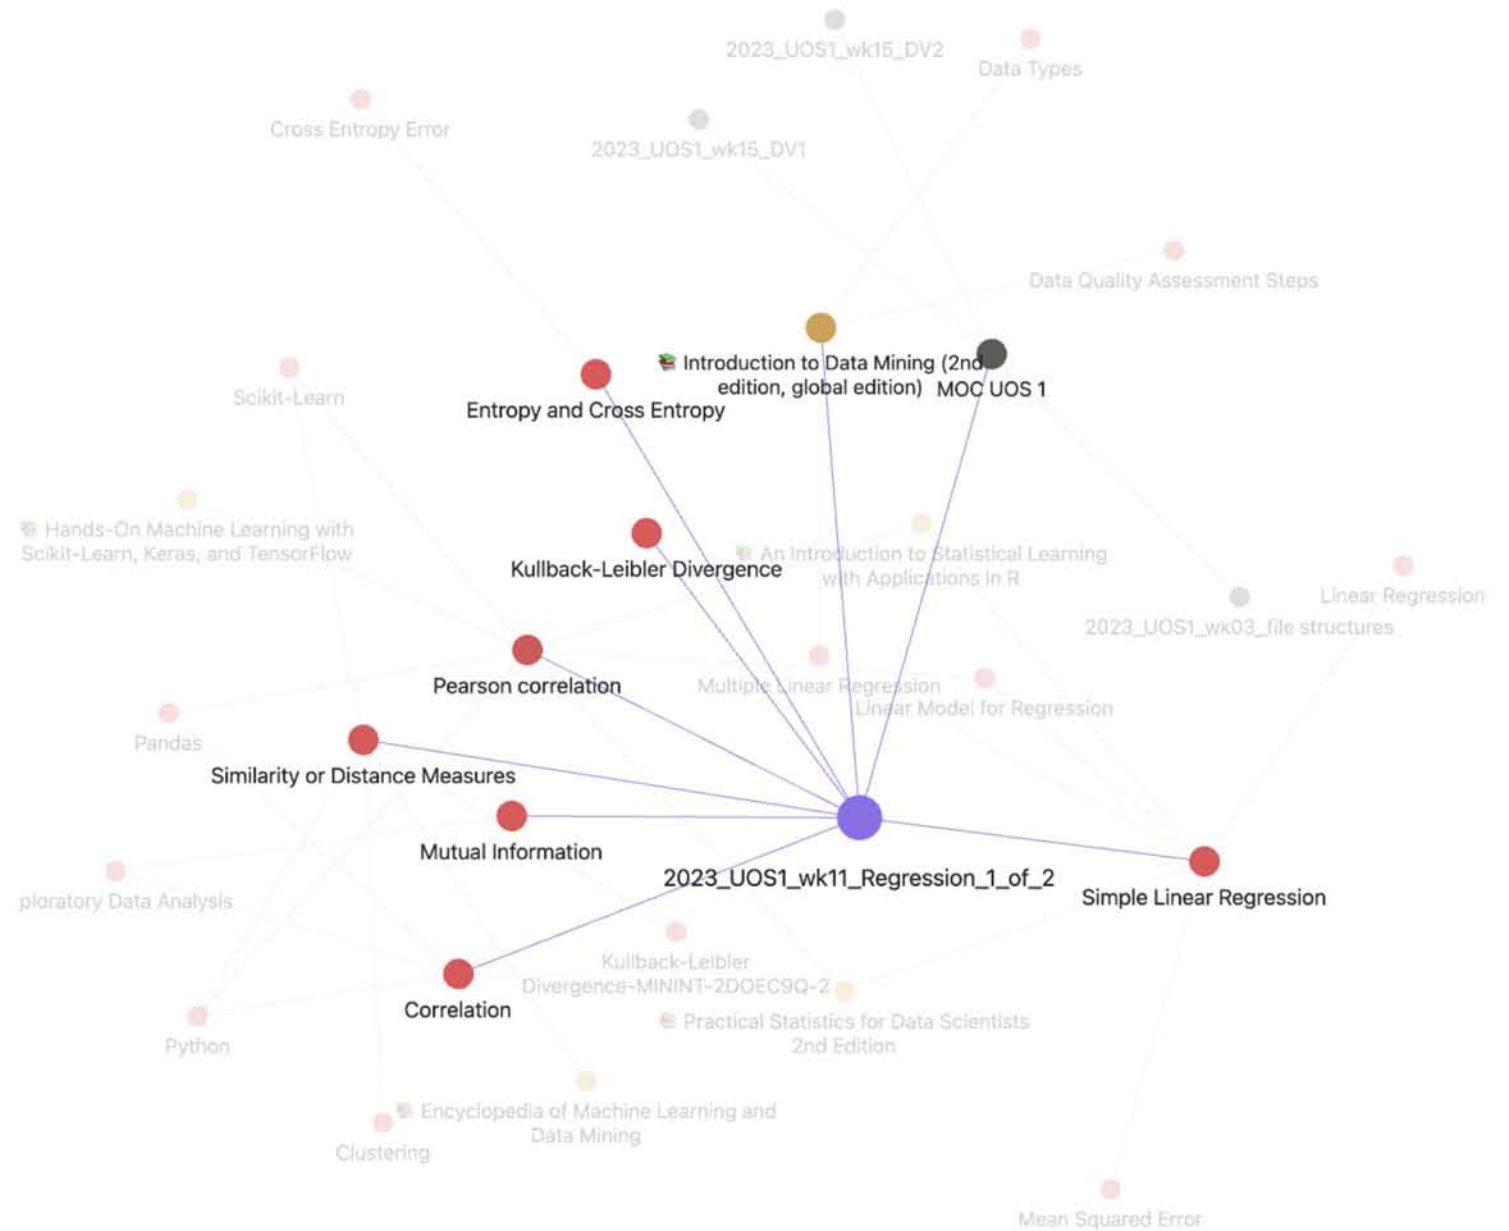 2023_UOS1_wk15_DV2
Data Types
Cross Entropy Error
2023_UOS1_wk15_DV1
Data Quality Assessment Steps
Introduction to Data Mining (2nd
edition, global edition)
MOC UOS 1
Entropy and Cross Entropy
Scikit-Learn
Hands-On Machine Learning with
Scikit-Learn, Keras, and TensorFlow
Kullback-Leibler Divergence
An Introduction to Statistical Learning
with Applications in R
Linear Regression
2023_UOS1_wk03_file structures
Pearson correlation
Multiple Linear Regression
Linear Model for Regression
Pandas
Similarity or Distance Measures
Mutual Information
2023_UOS1_wk11_Regression_1_of_2
Simple Linear Regression
ploratory Data Analysis
Kullback-Leibler
Divergence-MININT-2DOEC9Q-2
Correlation
Practical Statistics for Data Scientists
2nd Edition
Python
Encyclopedia of Machine Learning and
Data Mining
Clustering
Mean Squared Error